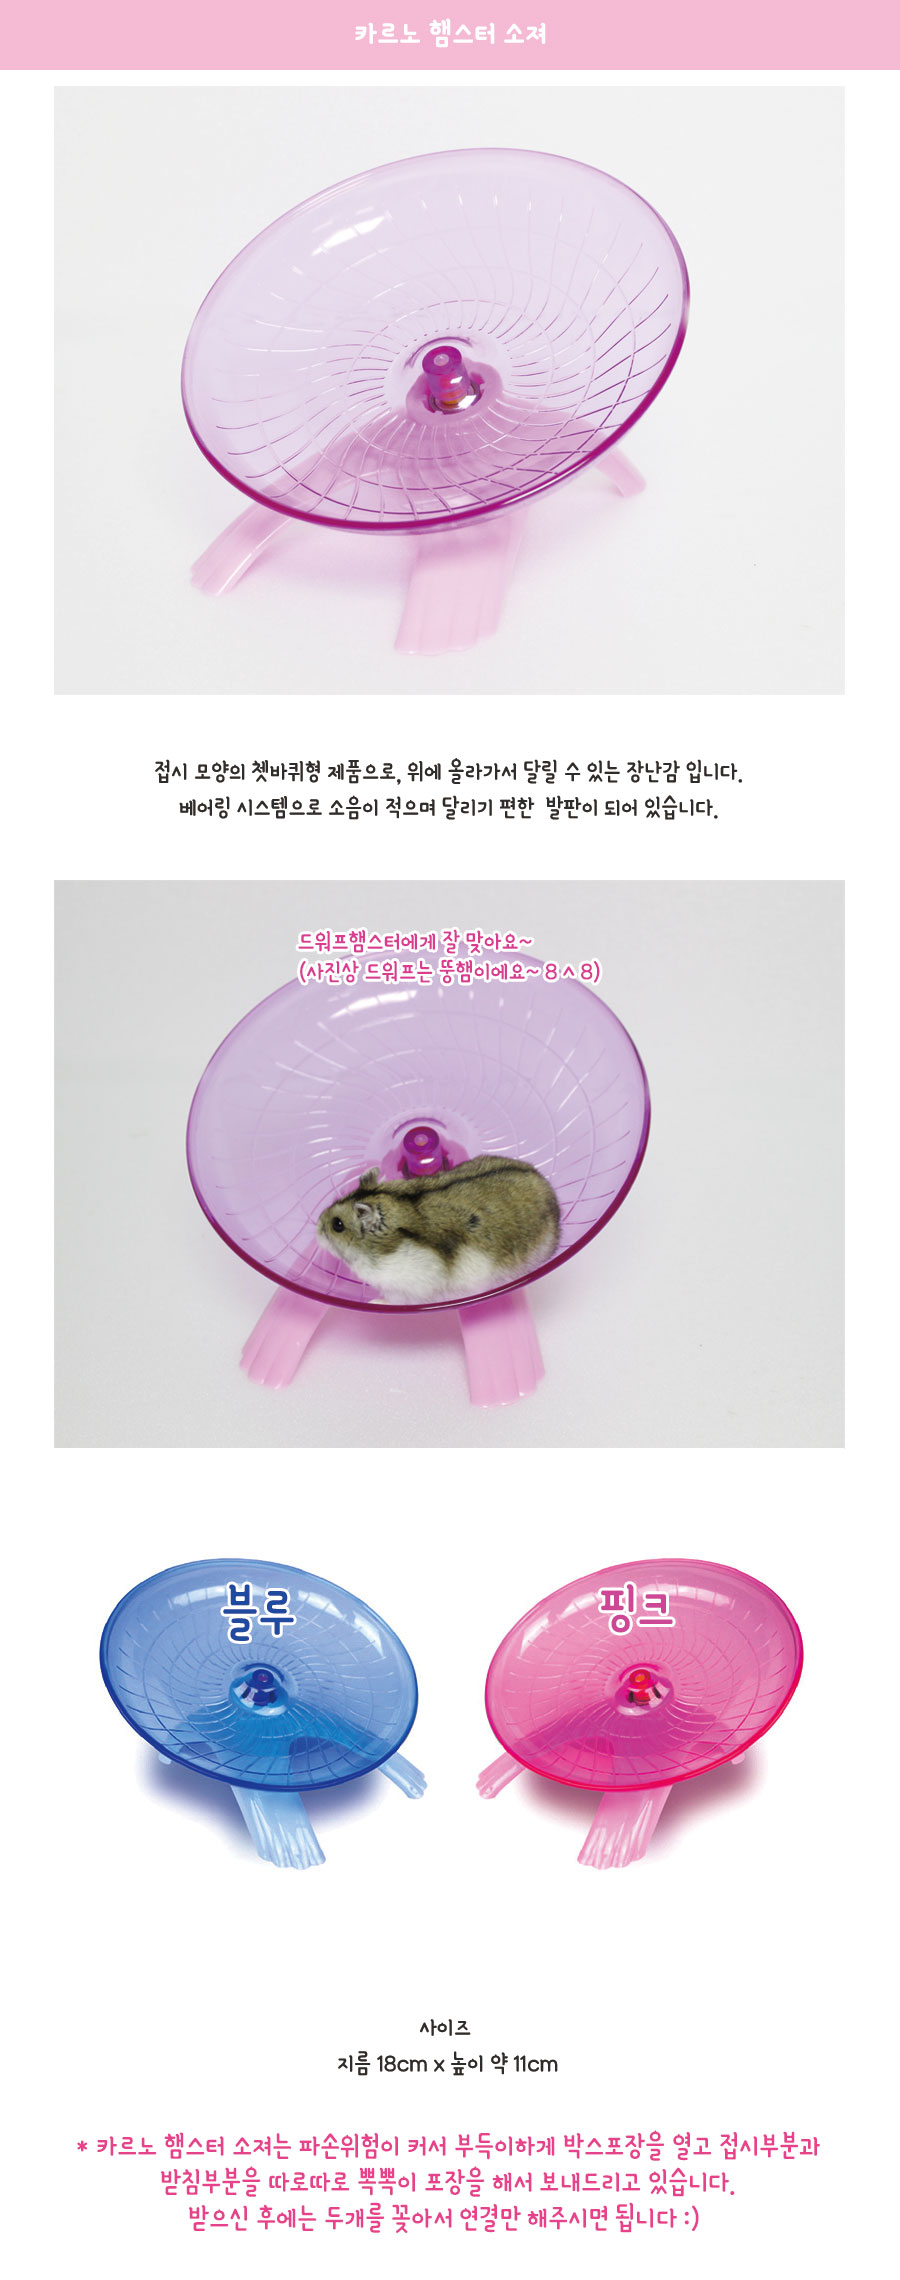 카르노 햄스터 소져
접시 모양의 쳇바퀴형 제품으로, 위에 올라가서 달릴 수 있는 장난감 입니다.
베어링 시스템으로 소음이 적으며 달리기 편한 발판이 되어 있습니다.
드워프햄스터에게 잘 맞아요~
(사진상 드워프는 뚱햄이에요~ 8 ^ 8)
블루
핑크
사이즈
지름 18cm x 높이 약 11cm
* 카르노 햄스터 소져는 파손위험이 커서 부득이하게 박스포장을 열고 접시부분과
받침부분을 따로따로 뽁뽁이 포장을 해서 보내드리고 있습니다.
받으신 후에는 두개를 꽂아서 연결만 해주시면 됩니다 :)